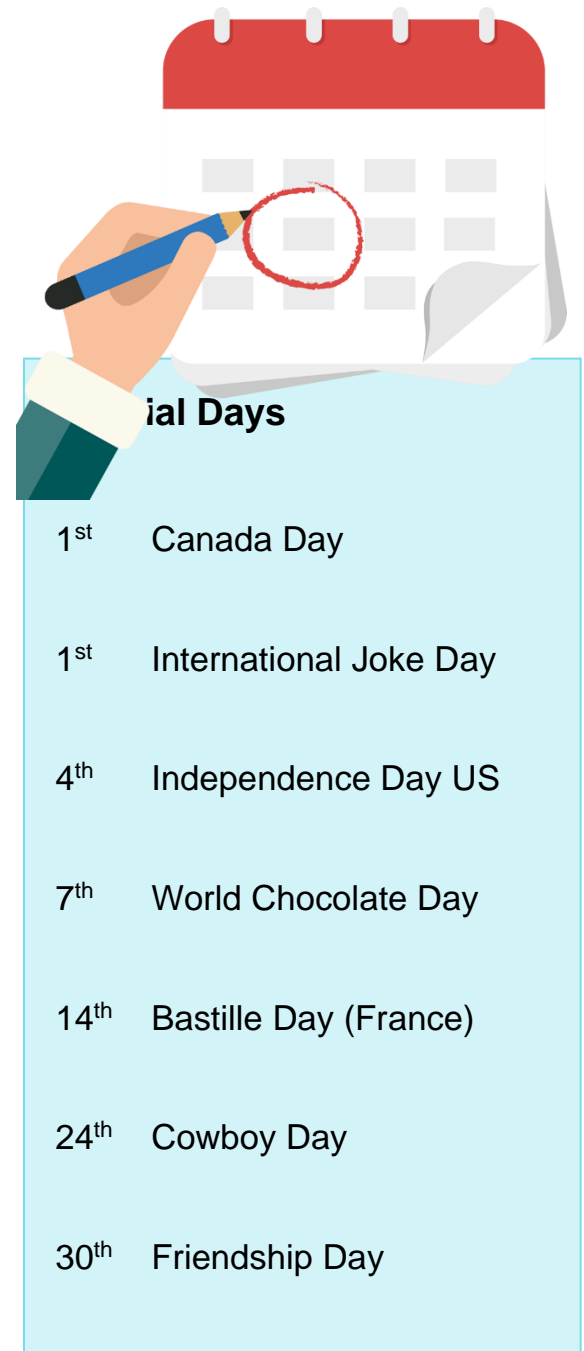 ial Days
1st Canada Day
1st International Joke Day
4th Independence Day US
7th World Chocolate Day
14th Bastille Day (France)
24th Cowboy Day
30th Friendship Day